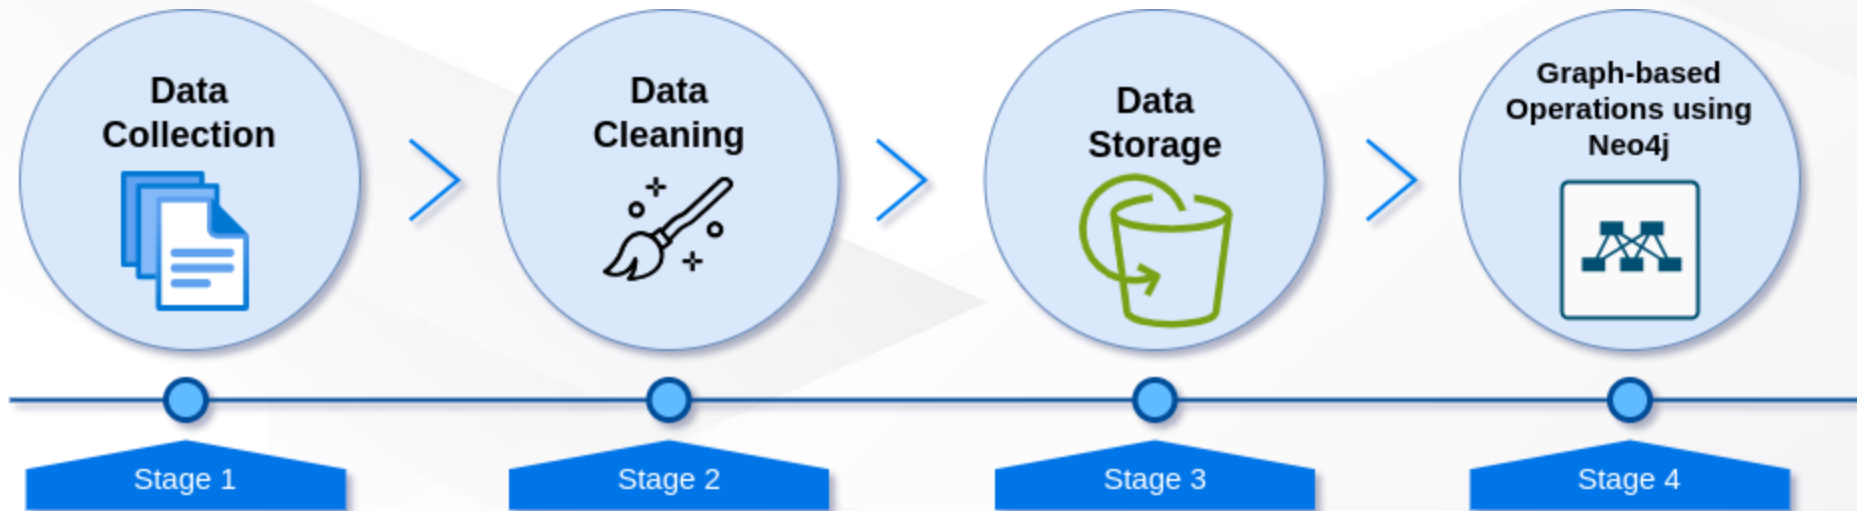 Data
Collection
Data
Cleaning
Data
Storage
Graph-based
Operations using
Neo4j
Stage 1
Stage 2
Stage 3
Stage 4